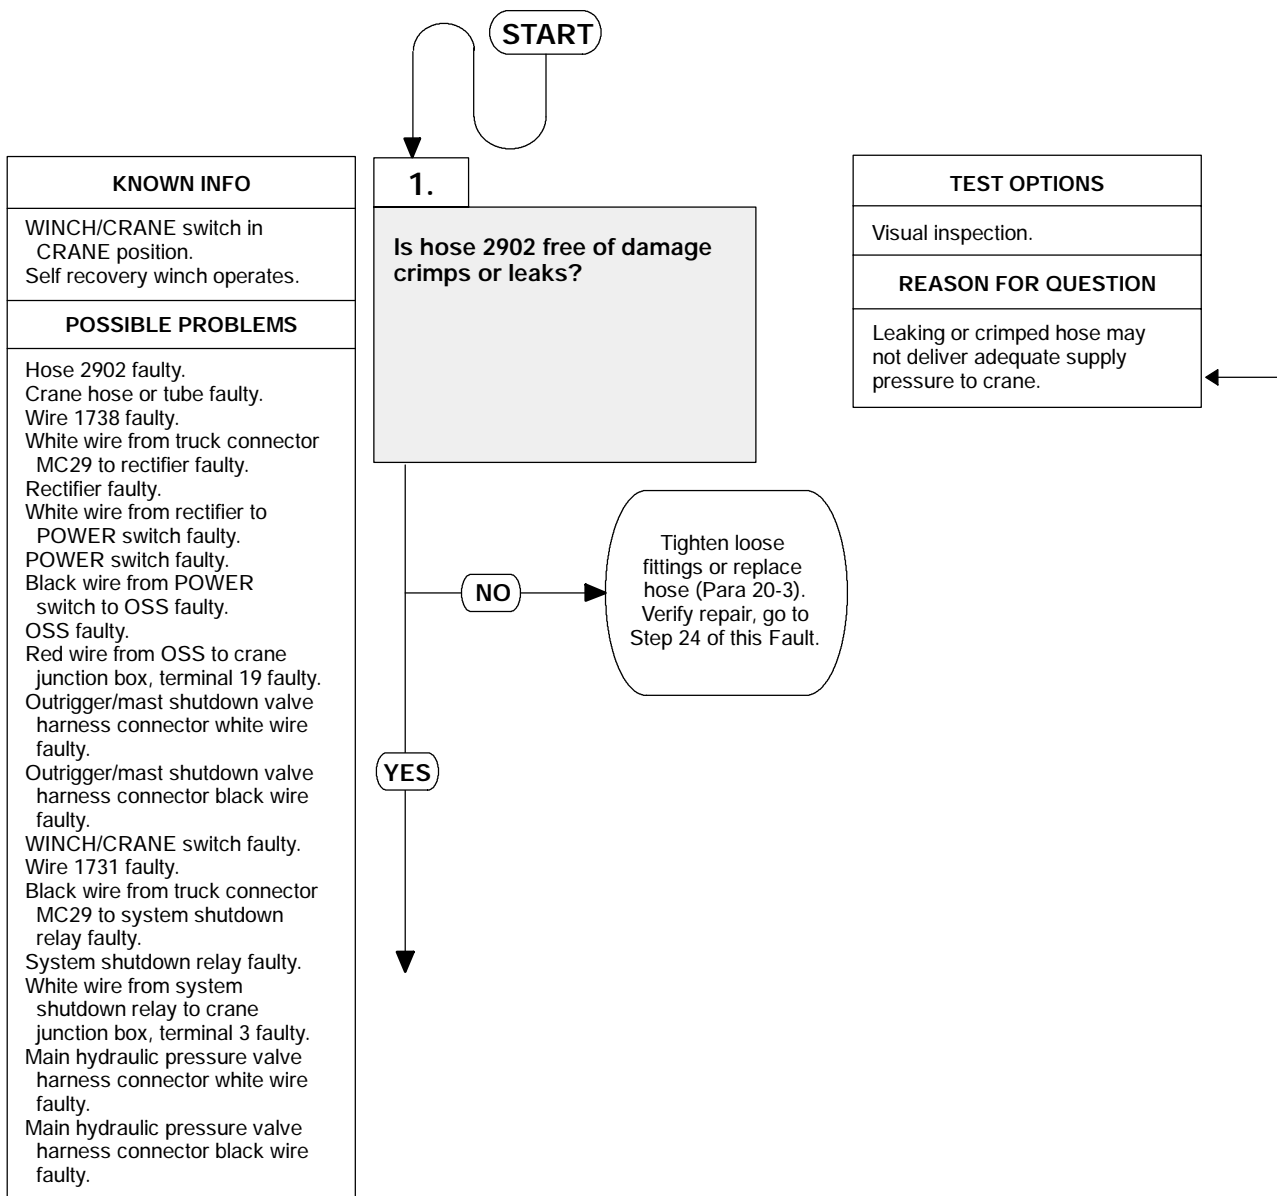 START
KNOWN INFO
WINCH/CRANE switch in
CRANE position.
Self recovery winch operates.
POSSIBLE PROBLEMS
Hose 2902 faulty.
Crane hose or tube faulty.
Wire 1738 faulty.
White wire from truck connector
MC29 to rectifier faulty.
Rectifier faulty.
White wire from rectifier to
POWER switch faulty.
POWER switch faulty.
Black wire from POWER
switch to OSS faulty.
OSS faulty.
Red wire from OSS to crane
junction box, terminal 19 faulty.
Outrigger/mast shutdown valve
harness connector white wire
faulty.
Outrigger/mast shutdown valve
harness connector black wire
faulty.
WINCH/CRANE switch faulty.
Wire 1731 faulty.
Black wire from truck connector
MC29 to system shutdown
relay faulty.
System shutdown relay faulty.
White wire from system
shutdown relay to crane
junction box, terminal 3 faulty.
Main hydraulic pressure valve
harness connector white wire
faulty.
Main hydraulic pressure valve
harness connector black wire
faulty.
1.
Is hose 2902 free of damage
crimps or leaks?
NO
Tighten loose
fittings or replace
hose (Para 20-3).
Verify repair, go to
Step 24 of this Fault.
YES
TEST OPTIONS
Visual inspection.
REASON FOR QUESTION
Leaking or crimped hose may
not deliver adequate supply
pressure to crane.